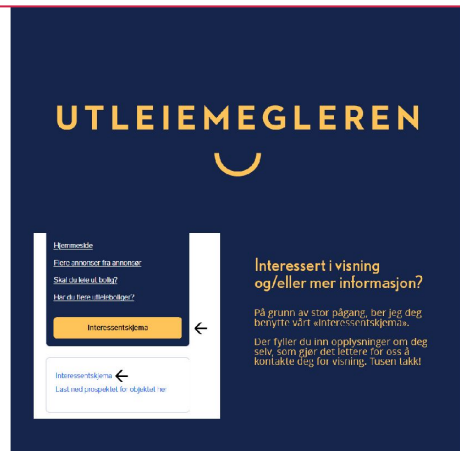 UTLEIEMEGLEREN
Hjemmeside
Flere annonser fra annonsør
Skal du leie ut bolig?
Har du flere utleieboliger?
Interessentskjema
Interessentskjema
Last ned prospektet for objektet her
Interessert i visning
og/eller mer informasjon?
På grunn av stor pågang, ber jeg deg
benytte vårt «Interessentskjema».
Der fyller du inn opplysninger om deg
selv, som gjør det lettere for oss å
kontakte deg for visning. Tusen takk!